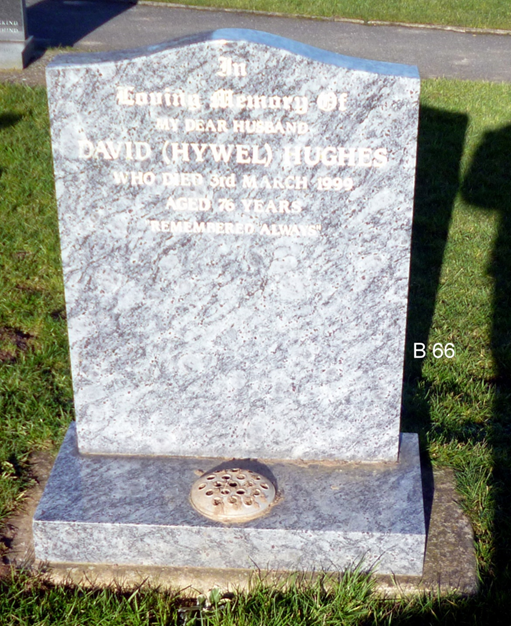 In
Loving Memory Of
MY DEAR HUSBAND
DAVID (HYWEL) HUGHES
WHO DIED 3rd MARCH 1999
AGED 76 YEARS
"REMEMBERED ALWAYS"
B 66